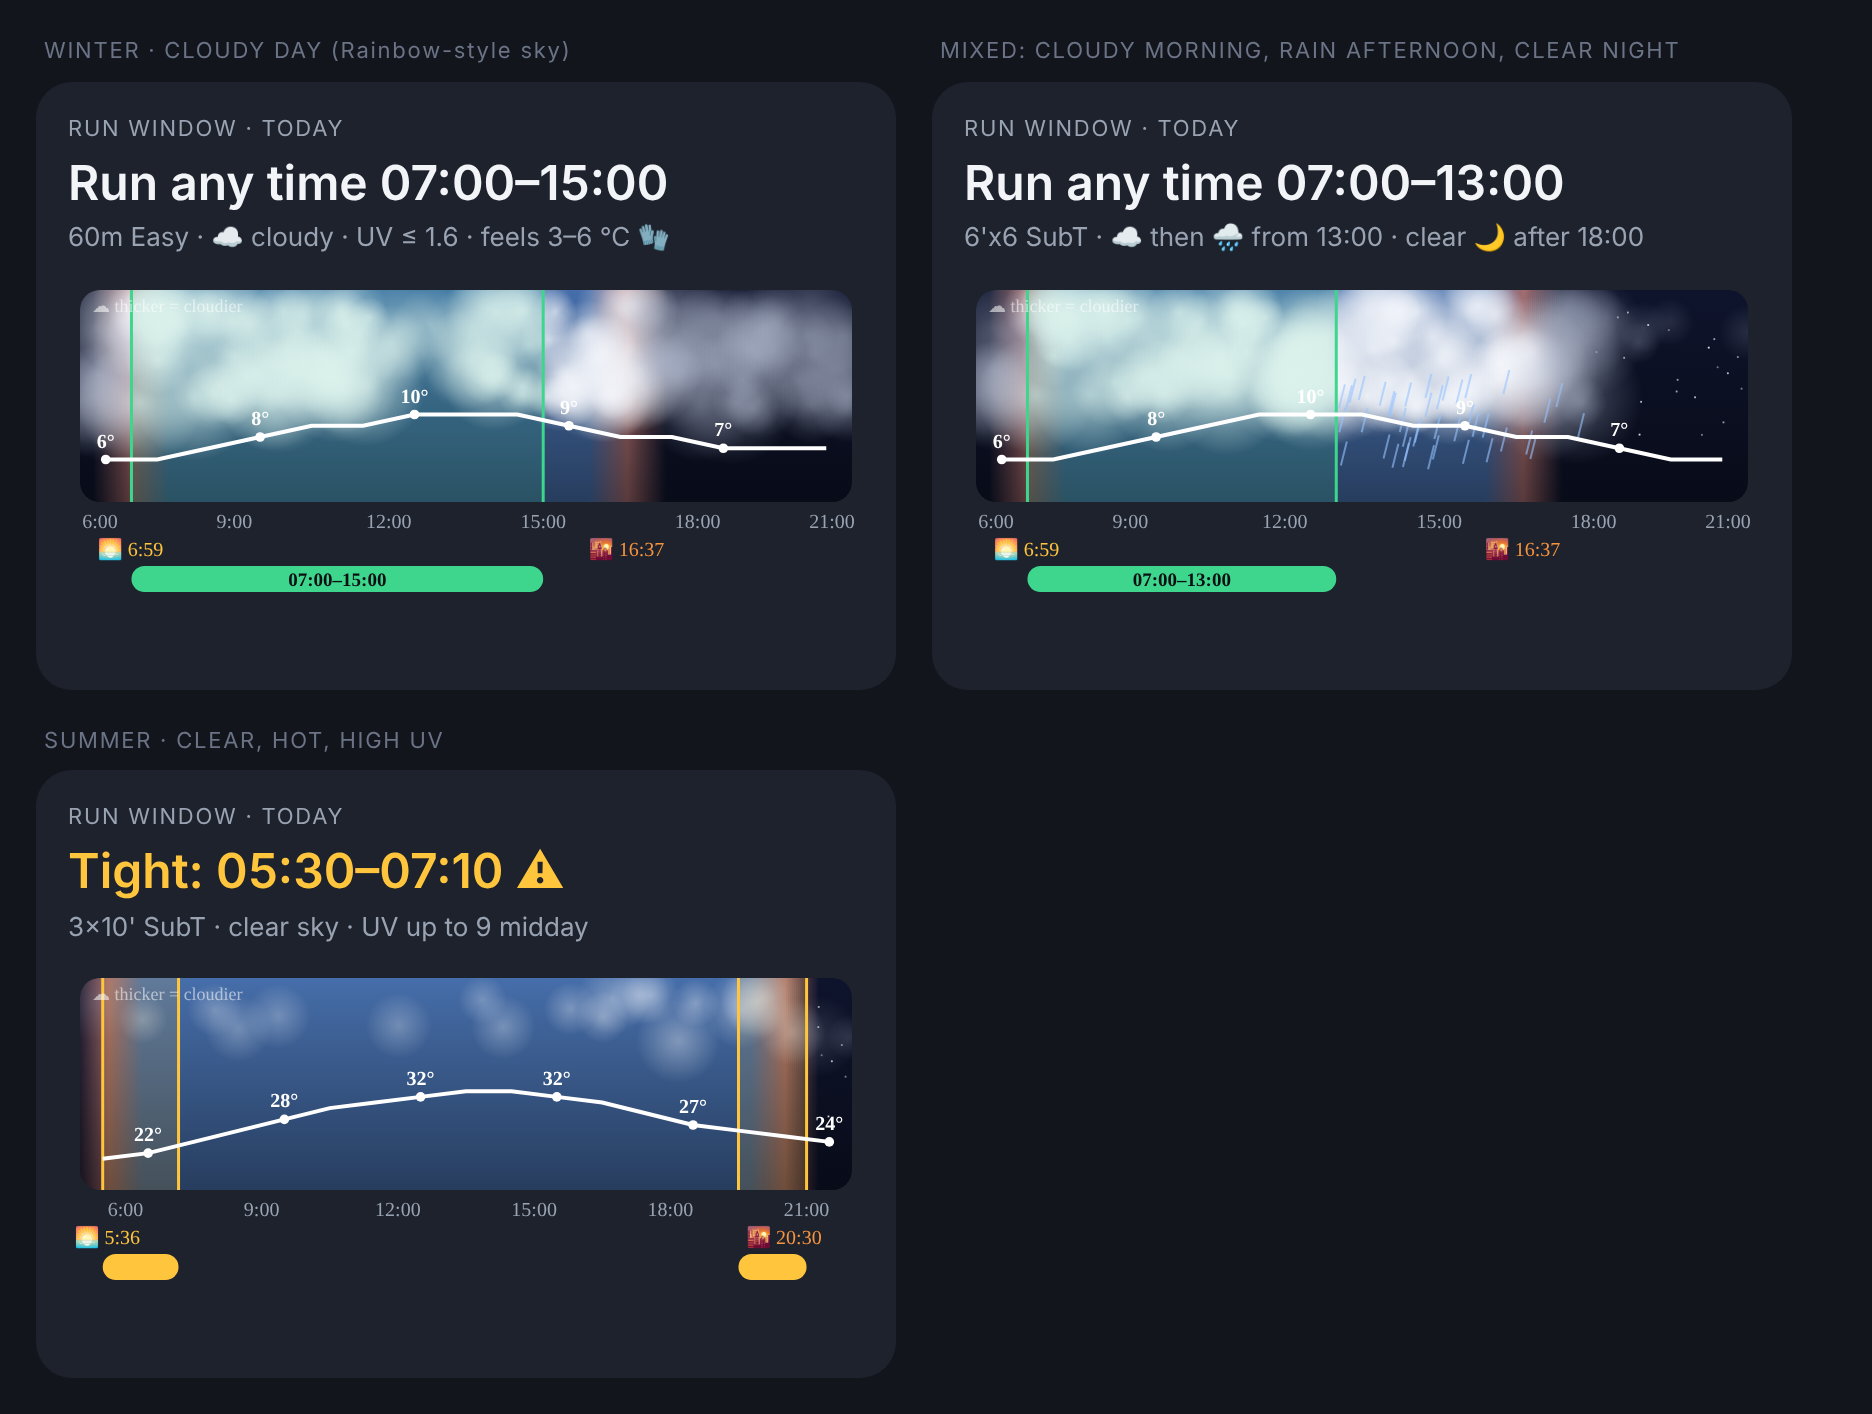 WINTER · CLOUDY DAY (Rainbow-style sky)
RUN WINDOW · TODAY
Run any time 07:00–15:00
60m Easy · ☁️ cloudy · UV ≤ 1.6 · feels 3–6 °C 🧤
☁ thicker = cloudier
6° 8° 10° 9° 7°
6:00 9:00 12:00 15:00 18:00 21:00
🌅 6:59 🌇 16:37
07:00–15:00
MIXED: CLOUDY MORNING, RAIN AFTERNOON, CLEAR NIGHT
RUN WINDOW · TODAY
Run any time 07:00–13:00
6'x6 SubT · ☁️ then 🌧️ from 13:00 · clear 🌙 after 18:00
☁ thicker = cloudier
6° 8° 10° 9° 7°
6:00 9:00 12:00 15:00 18:00 21:00
🌅 6:59 🌇 16:37
07:00–13:00
SUMMER · CLEAR, HOT, HIGH UV
RUN WINDOW · TODAY
Tight: 05:30–07:10 ⚠
3×10' SubT · clear sky · UV up to 9 midday
☁ thicker = cloudier
22° 28° 32° 32° 27° 24°
6:00 9:00 12:00 15:00 18:00 21:00
🌅 5:36 🌇 20:30